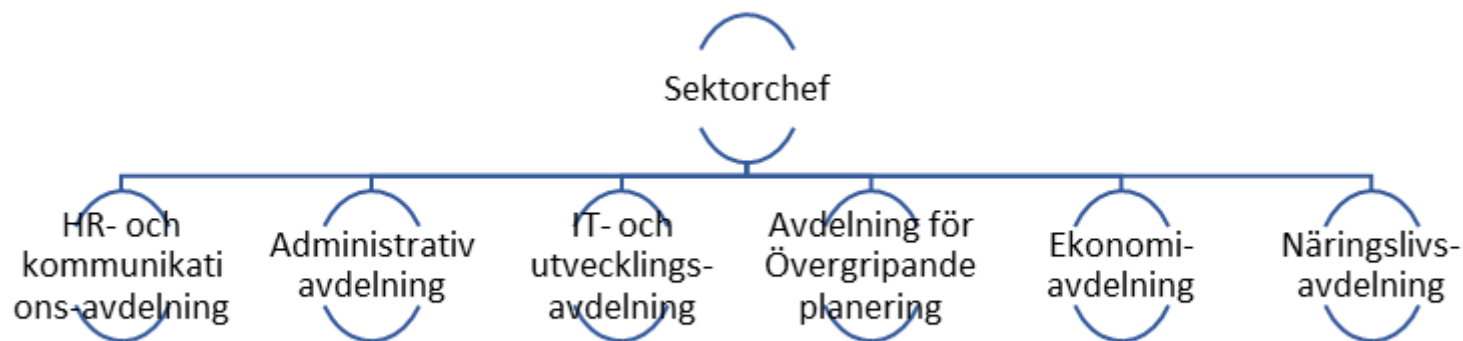 Sektorchef
HR- och
kommunikati
ons-avdelning
Administrativ
avdelning
IT- och
utvecklings-
avdelning
Avdelning för
Övergripande
planering
Ekonomi-
avdelning
Näringslivs-
avdelning